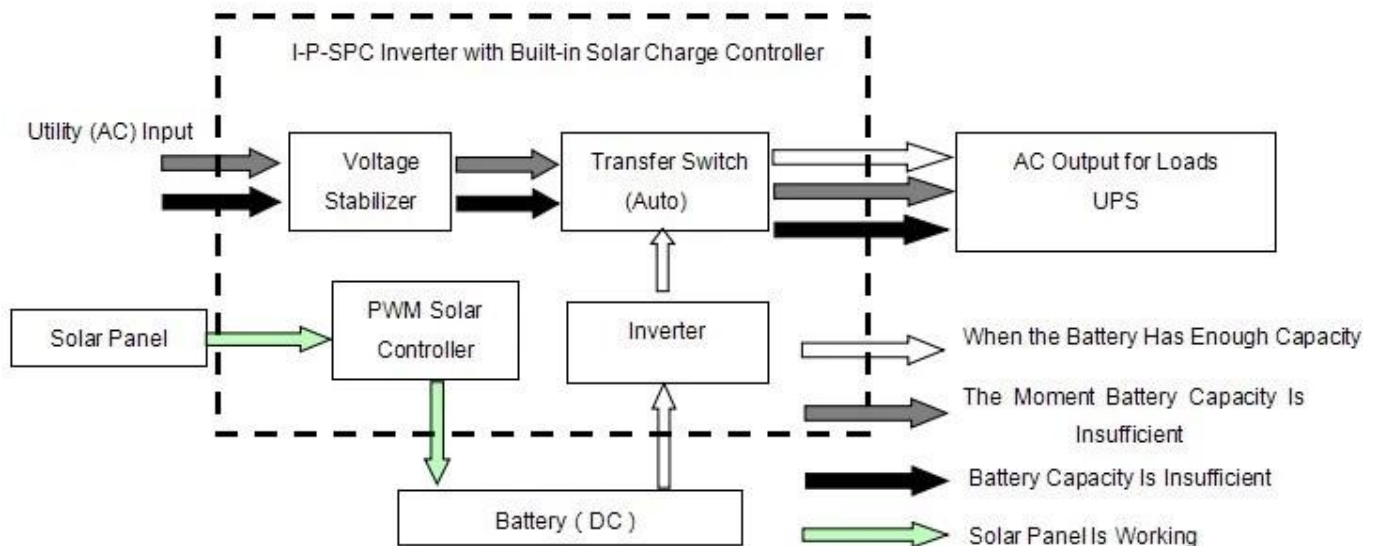 I-P-SPC Inverter with Built-in Solar Charge Controller
Utility (AC) Input
Voltage
Stabilizer
Transfer Switch
(Auto)
AC Output for Loads
UPS
Solar Panel
PWM Solar
Controller
Inverter
Battery ( DC )
When the Battery Has Enough Capacity
The Moment Battery Capacity Is
Insufficient
Battery Capacity Is Insufficient
Solar Panel Is Working